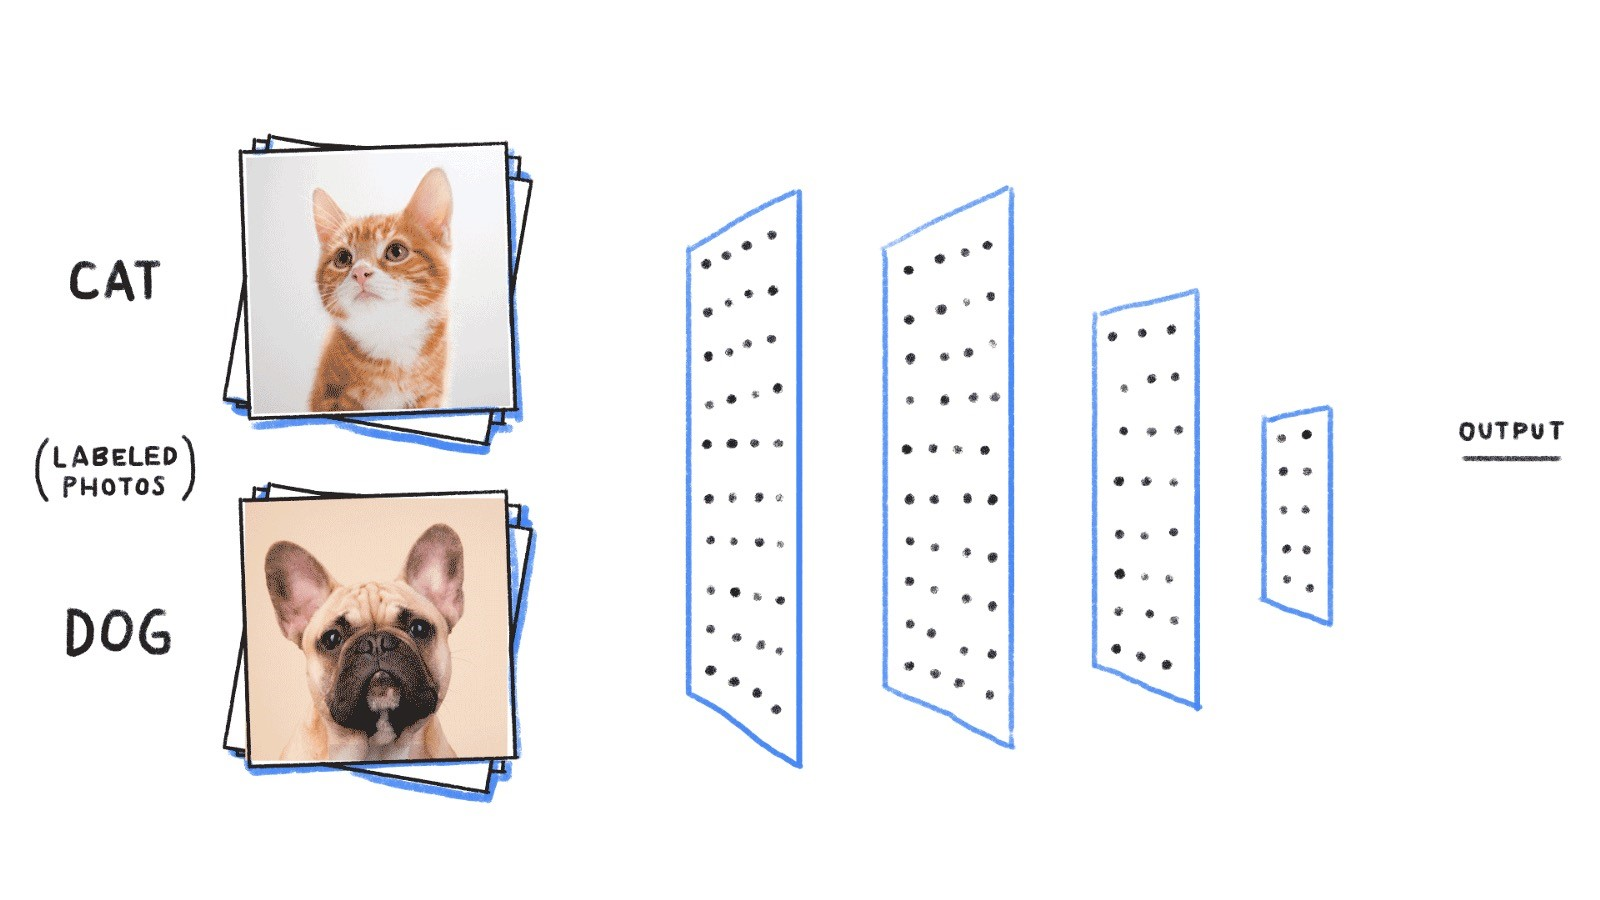 CAT
(LABELED
PHOTOS)
DOG
OUTPUT